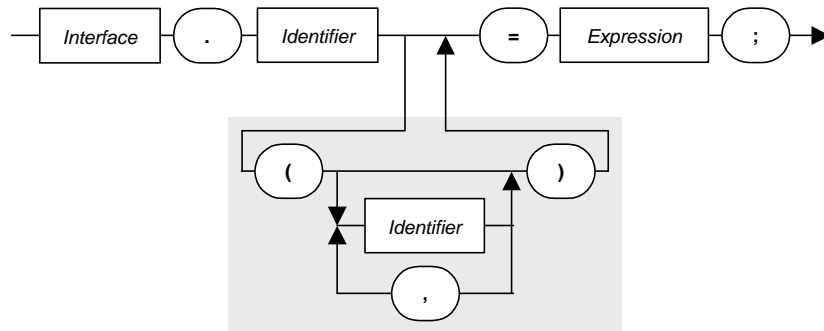 Interface . Identifier = Expression ;
( )
Identifier
,